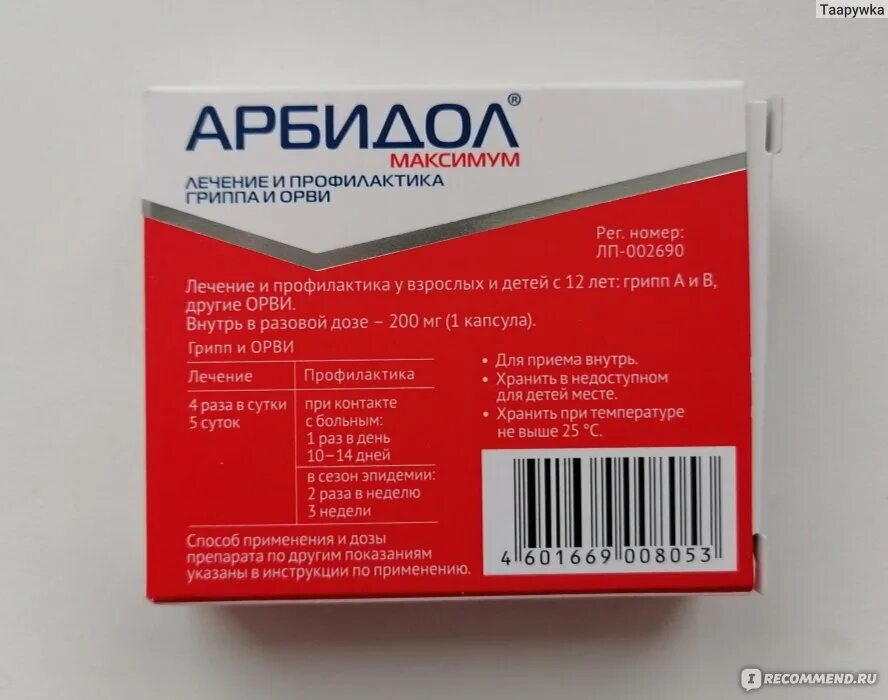 Таарywka
АРБИДОЛ®
МАКСИМУМ
ЛЕЧЕНИЕ И ПРОФИЛАКТИКА
ГРИППА И ОРВИ
Рег. номер:
ЛП-002690
Лечение и профилактика у взрослых и детей с 12 лет: грипп А и В,
другие ОРВИ.
Внутрь в разовой дозе – 200 мг (1 капсула).
Грипп и ОРВИ
Лечение
Профилактика
4 раза в сутки
5 суток
при контакте
с больным:
1 раз в день
10–14 дней
в сезон эпидемии:
2 раза в неделю
3 недели
• Для приема внутрь.
• Хранить в недоступном
для детей месте.
• Хранить при температуре
не выше 25 °С.
Способ применения и дозы
препарата по другим показаниям
указаны в инструкции по применению.
4 601669 008053
IRECOMMEND.RU